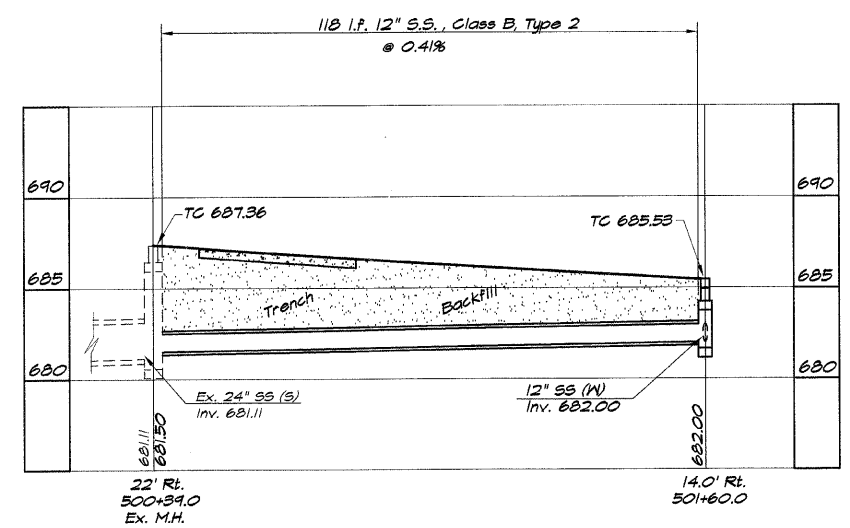 118 l.f. 12" S.S., Class B, Type 2
@ 0.41%
690
690
TC 687.36
TC 685.53
685
685
Trench Backfill
680
680
Ex. 24" SS (S)
Inv. 681.11
12" SS (W)
Inv. 682.00
681.11
681.50
682.00
22' Rt.
500+39.0
Ex. M.H.
14.0' Rt.
501+60.0